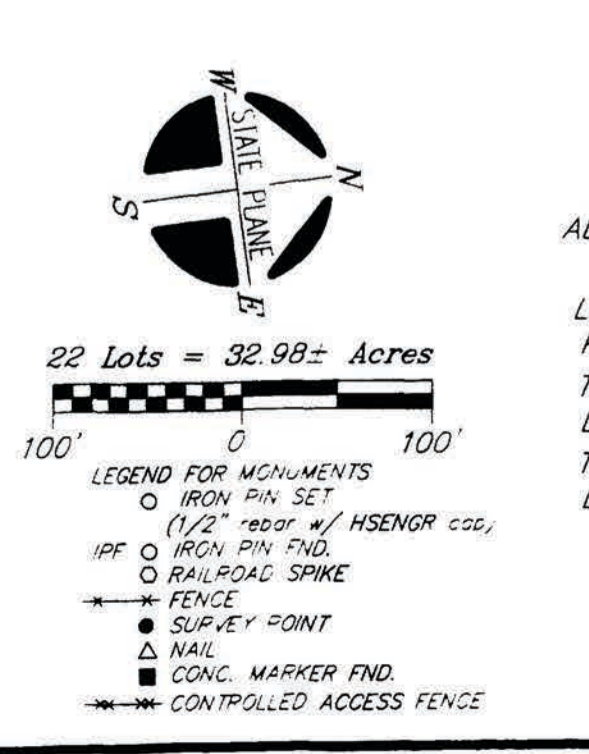 W
STATE PLANE
N
S
E
22 Lots = 32.98± Acres
100' 0 100'
LEGEND FOR MONUMENTS
IRON PIN SET
(1/2" rebar w/ HSENGR cap)
IPF IRON PIN FND.
RAILROAD SPIKE
FENCE
SURVEY POINT
NAIL
CONC. MARKER FND.
CONTROLLED ACCESS FENCE